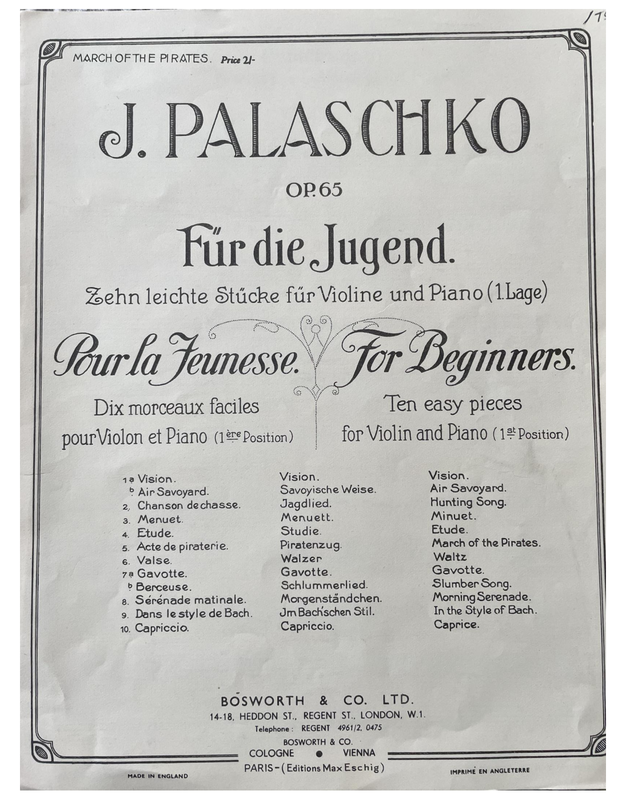 /75
MARCH OF THE PIRATES. Price 2/-
J. PALASCHKO
OP. 65
Für die Jugend.
Zehn leichte Stücke für Violine und Piano (1. Lage)
Pour la Jeunesse. For Beginners.
Dix morceaux faciles Ten easy pieces
pour Violon et Piano (1ère Position) for Violin and Piano (1st Position)
1a Vision. Vision. Vision.
b Air Savoyard. Savoyische Weise. Air Savoyard.
2. Chanson de chasse. Jagdlied. Hunting Song.
3. Menuet. Menuett. Minuet.
4. Etude. Studie. Etude.
5. Acte de piraterie. Piratenzug. March of the Pirates.
6. Valse. Walzer Waltz
7a Gavotte. Gavotte. Gavotte.
b Berceuse. Schlummerlied. Slumber Song.
8. Sérénade matinale. Morgenständchen. Morning Serenade.
9. Dans le style de Bach. Jm Bach'schen Stil. In the Style of Bach.
10. Capriccio. Capriccio. Caprice.
BOSWORTH & CO. LTD.
14-18, HEDDON ST., REGENT ST., LONDON, W.1.
Telephone: REGENT 4961/2, 0475
BOSWORTH & CO.
COLOGNE • VIENNA
PARIS-(Editions Max Eschig)
MADE IN ENGLAND IMPRIMÉ EN ANGLETERRE